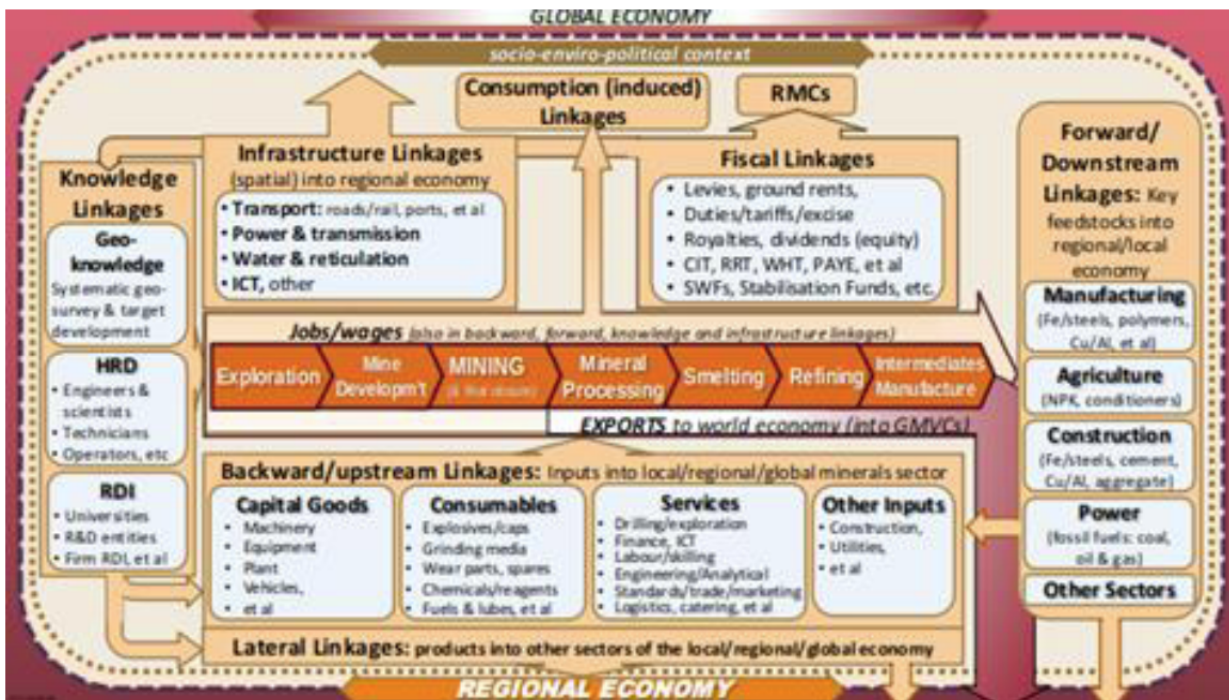 GLOBAL ECONOMY
socio-enviro-political context
Consumption (induced)
Linkages
RMCs
Infrastructure Linkages
(spatial) into regional economy
• Transport: roads/rail, ports, et al
• Power & transmission
• Water & reticulation
• ICT, other
Fiscal Linkages
• Levies, ground rents,
• Duties/tariffs/excise
• Royalties, dividends (equity)
• CIT, RRT, WHT, PAYE, et al
• SWFs, Stabilisation Funds, etc.
Knowledge
Linkages
Geo-
knowledge
Systematic geo-
survey & target
development
HRD
• Engineers &
scientists
• Technicians
• Operators, etc
RDI
• Universities
• R&D entities
• Firm RDI, et al
Jobs/wages (also in backward, forward, knowledge and infrastructure linkages)
Exploration
Mine
Developm't
MINING
Mineral
Processing
Smelting
Refining
Intermediates
Manufacture
EXPORTS to world economy (into GMVCs)
Backward/upstream Linkages: Inputs into local/regional/global minerals sector
Capital Goods
• Machinery
• Equipment
• Plant
• Vehicles,
• et al
Consumables
• Explosives/caps
• Grinding media
• Wear parts, spares
• Chemicals/reagents
• Fuels & lubes, et al
Services
• Drilling/exploration
• Finance, ICT
• Labour/skilling
• Engineering/Analytical
• Standards/trade/marketing
• Logistics, catering, et al
Other Inputs
• Construction,
• Utilities,
• et al
Lateral Linkages: products into other sectors of the local/regional/global economy
REGIONAL ECONOMY
Forward/
Downstream
Linkages: Key
feedstocks into
regional/local
economy
Manufacturing
(Fe/steels, polymers,
Cu/Al, et al)
Agriculture
(NPK, conditioners)
Construction
(Fe/steels, cement,
Cu/Al, aggregate)
Power
(fossil fuels: coal,
oil & gas)
Other Sectors